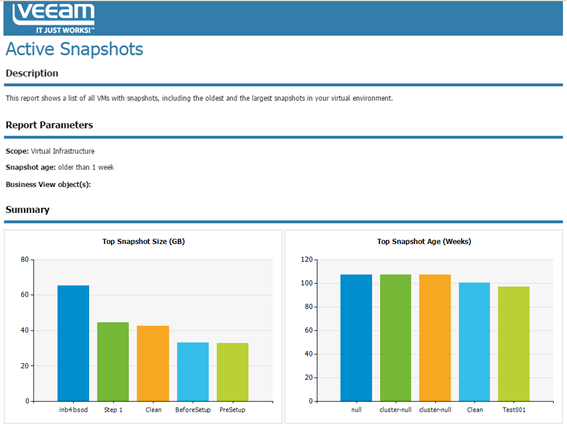 veeam
IT JUST WORKS!™
Active Snapshots
Description
This report shows a list of all VMs with snapshots, including the oldest and the largest snapshots in your virtual environment.
Report Parameters
Scope: Virtual Infrastructure
Snapshot age: older than 1 week
Business View object(s):
Summary
Top Snapshot Size (GB)
80
60
40
20
0
inb4 bsod Step 1 Clean BeforeSetup PreSetup
Top Snapshot Age (Weeks)
120
100
80
60
40
20
0
null cluster-null cluster-null Clean Test001